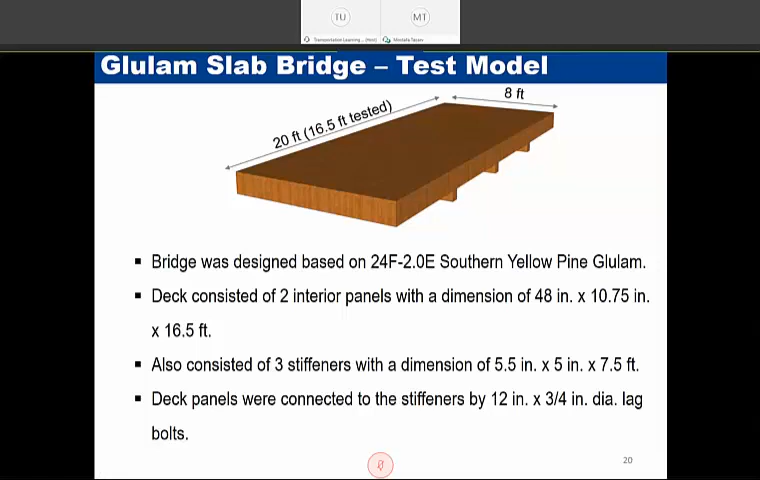 TU
MT
Transportation Learning ... (Host)
Glulam Slab Bridge – Test Model
8 ft
20 ft (16.5 ft tested)
▪ Bridge was designed based on 24F-2.0E Southern Yellow Pine Glulam.
▪ Deck consisted of 2 interior panels with a dimension of 48 in. x 10.75 in.
x 16.5 ft.
▪ Also consisted of 3 stiffeners with a dimension of 5.5 in. x 5 in. x 7.5 ft.
▪ Deck panels were connected to the stiffeners by 12 in. x 3/4 in. dia. lag
bolts.
20